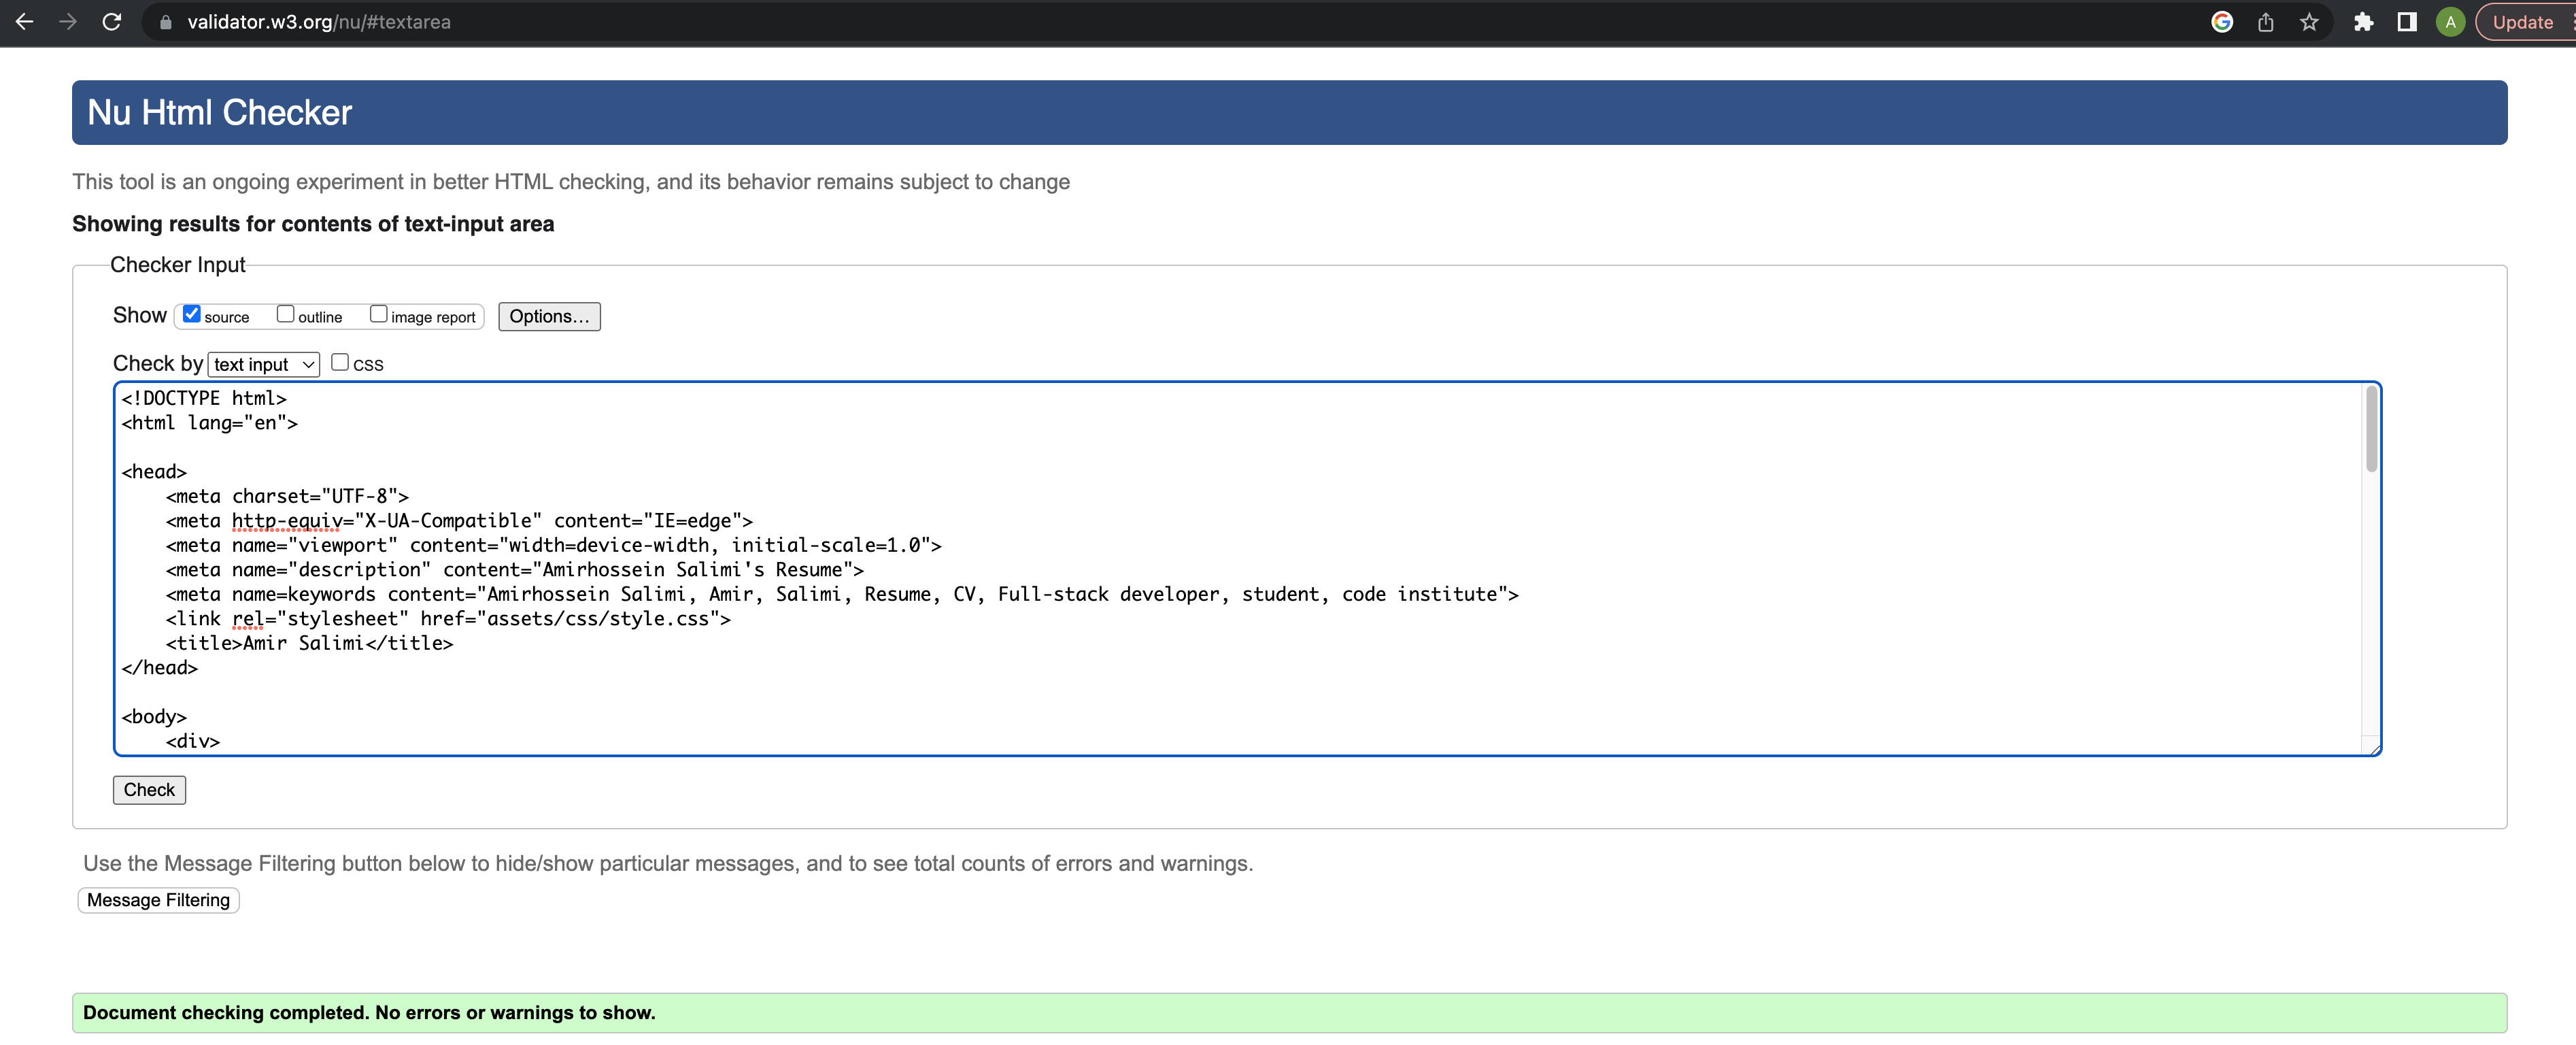 validator.w3.org/nu/#textarea
A
Update
Nu Html Checker
This tool is an ongoing experiment in better HTML checking, and its behavior remains subject to change
Showing results for contents of text-input area
Checker Input
Show source outline image report Options...
Check by text input CSS
<!DOCTYPE html>
<html lang="en">
<head>
    <meta charset="UTF-8">
    <meta http-equiv="X-UA-Compatible" content="IE=edge">
    <meta name="viewport" content="width=device-width, initial-scale=1.0">
    <meta name="description" content="Amirhossein Salimi's Resume">
    <meta name=keywords content="Amirhossein Salimi, Amir, Salimi, Resume, CV, Full-stack developer, student, code institute">
    <link rel="stylesheet" href="assets/css/style.css">
    <title>Amir Salimi</title>
</head>
<body>
    <div>
Check
Use the Message Filtering button below to hide/show particular messages, and to see total counts of errors and warnings.
Message Filtering
Document checking completed. No errors or warnings to show.